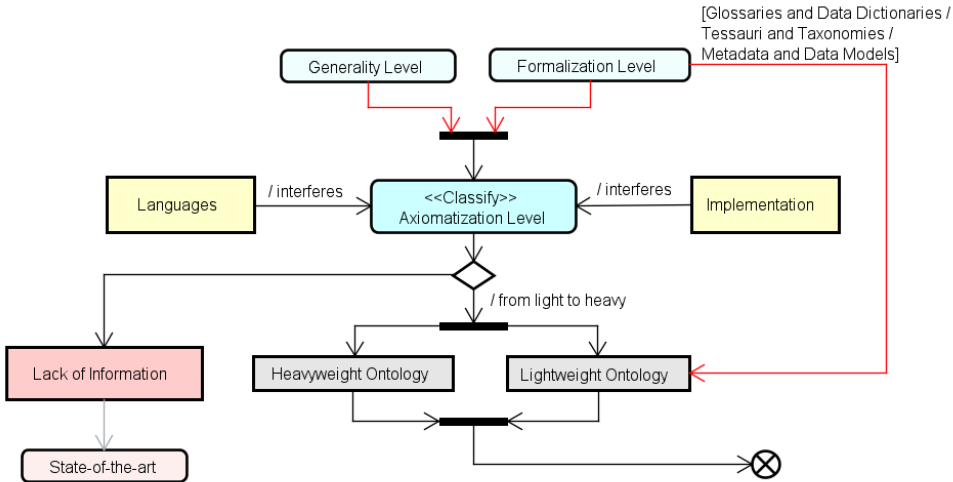 [Glossaries and Data Dictionaries /
Tessauri and Taxonomies /
Metadata and Data Models]
Generality Level
Formalization Level
/ interferes
/ interferes
Languages
<<Classify>>
Axiomatization Level
Implementation
/ from light to heavy
Lack of Information
Heavyweight Ontology
Lightweight Ontology
State-of-the-art